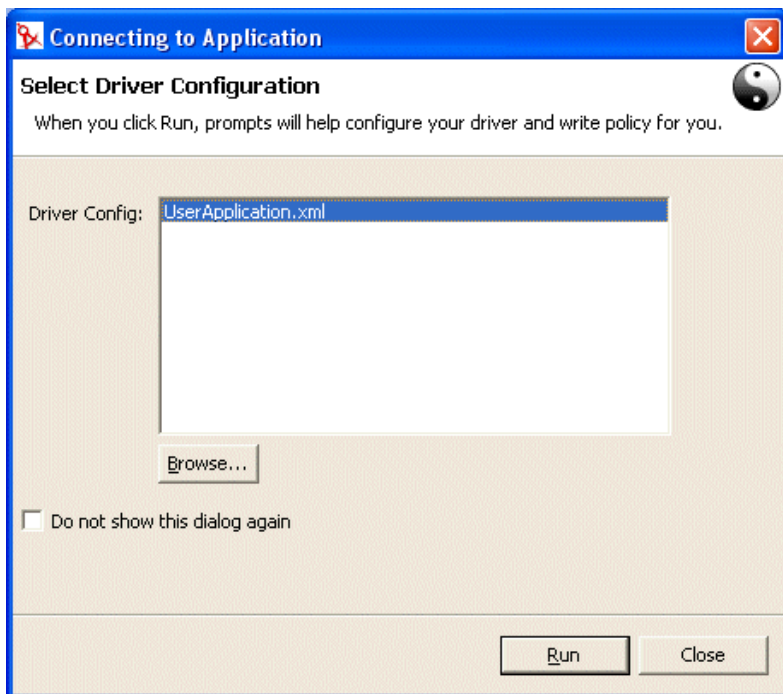 Connecting to Application
Select Driver Configuration
When you click Run, prompts will help configure your driver and write policy for you.
Driver Config:
UserApplication.xml
Browse...
Do not show this dialog again
Run
Close